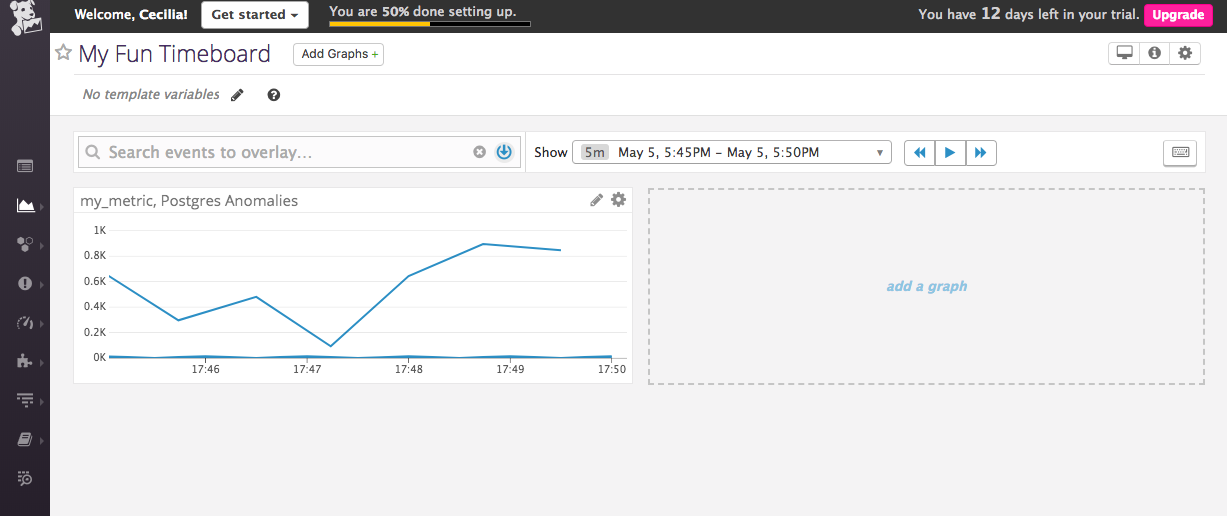 Welcome, Cecilia! Get started You are 50% done setting up. You have 12 days left in your trial. Upgrade
My Fun Timeboard Add Graphs +
No template variables
Search events to overlay... Show 5m May 5, 5:45PM – May 5, 5:50PM
my_metric, Postgres Anomalies
1K
0.8K
0.6K
0.4K
0.2K
0K
17:46 17:47 17:48 17:49 17:50
add a graph